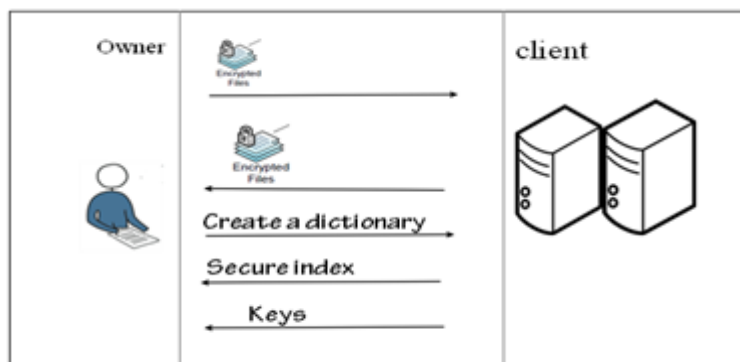 Owner
Encrypted
Files
client
Encrypted
Files
Create a dictionary
Secure index
Keys